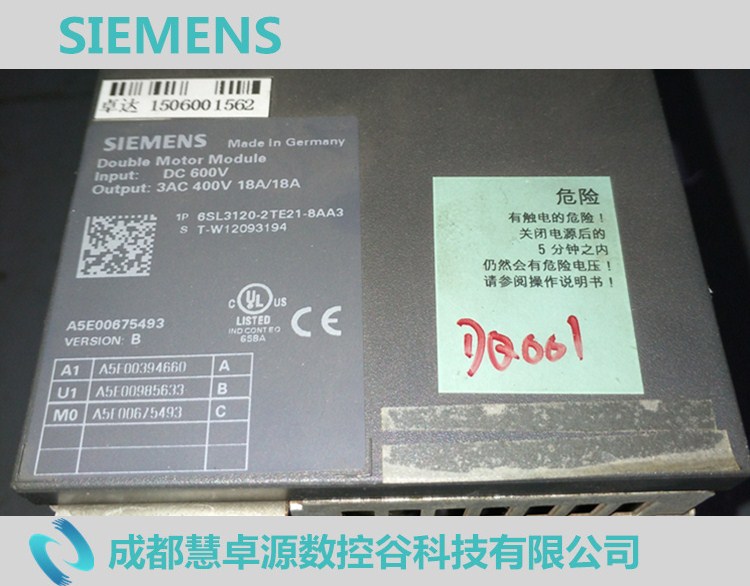 SIEMENS
卓达 1506001562
SIEMENS Made in Germany
Double Motor Module
Input: DC 600V
Output: 3AC 400V 18A/18A
1P 6SL3120-2TE21-8AA3
S T-W12093194
C UL US
LISTED
IND CONT EQ
65BA
CE
A5E00675493
VERSION: B
A1 A5E00394660 A
U1 A5E00985633 B
M0 A5E00675493 C
危险
有触电的危险！
关闭电源后的
5 分钟之内
仍然会有危险电压！
请参阅操作说明书！
成都慧卓源数控谷科技有限公司